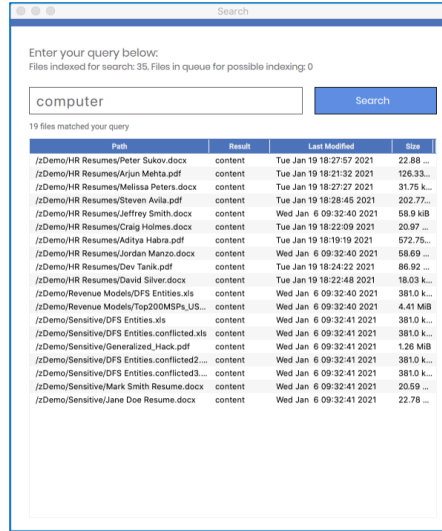 Search
Enter your query below:
Files indexed for search: 35. Files in queue for possible indexing: 0
computer Search
19 files matched your query
Path Result Last Modified Size
/zDemo/HR Resumes/Peter Sukov.docx content Tue Jan 19 18:27:57 2021 22.88 ...
/zDemo/HR Resumes/Arjun Mehta.pdf content Tue Jan 19 18:21:32 2021 126.33...
/zDemo/HR Resumes/Melissa Peters.docx content Tue Jan 19 18:27:27 2021 31.75 k...
/zDemo/HR Resumes/Steven Avila.pdf content Tue Jan 19 18:28:45 2021 202.77...
/zDemo/HR Resumes/Jeffrey Smith.docx content Wed Jan 6 09:32:40 2021 58.9 kiB
/zDemo/HR Resumes/Craig Holmes.docx content Tue Jan 19 18:22:09 2021 20.97 ...
/zDemo/HR Resumes/Aditya Habra.pdf content Tue Jan 19 18:19:19 2021 572.75...
/zDemo/HR Resumes/Jordan Manzo.docx content Wed Jan 6 09:32:40 2021 58.69 ...
/zDemo/HR Resumes/Dev Tanik.pdf content Tue Jan 19 18:24:22 2021 86.92 ...
/zDemo/HR Resumes/David Silver.docx content Tue Jan 19 18:22:48 2021 18.03 k...
/zDemo/Revenue Models/DFS Entities.xls content Wed Jan 6 09:32:40 2021 381.0 k...
/zDemo/Revenue Models/Top200MSPs_US... content Wed Jan 6 09:32:40 2021 4.41 MiB
/zDemo/Sensitive/DFS Entities.xls content Wed Jan 6 09:32:41 2021 381.0 k...
/zDemo/Sensitive/DFS Entities.conflicted.xls content Wed Jan 6 09:32:41 2021 381.0 k...
/zDemo/Sensitive/Generalized_Hack.pdf content Wed Jan 6 09:32:41 2021 1.26 MiB
/zDemo/Sensitive/DFS Entities.conflicted2.... content Wed Jan 6 09:32:41 2021 381.0 k...
/zDemo/Sensitive/DFS Entities.conflicted3.... content Wed Jan 6 09:32:41 2021 381.0 k...
/zDemo/Sensitive/Mark Smith Resume.docx content Wed Jan 6 09:32:41 2021 20.59 ...
/zDemo/Sensitive/Jane Doe Resume.docx content Wed Jan 6 09:32:41 2021 22.78 ...